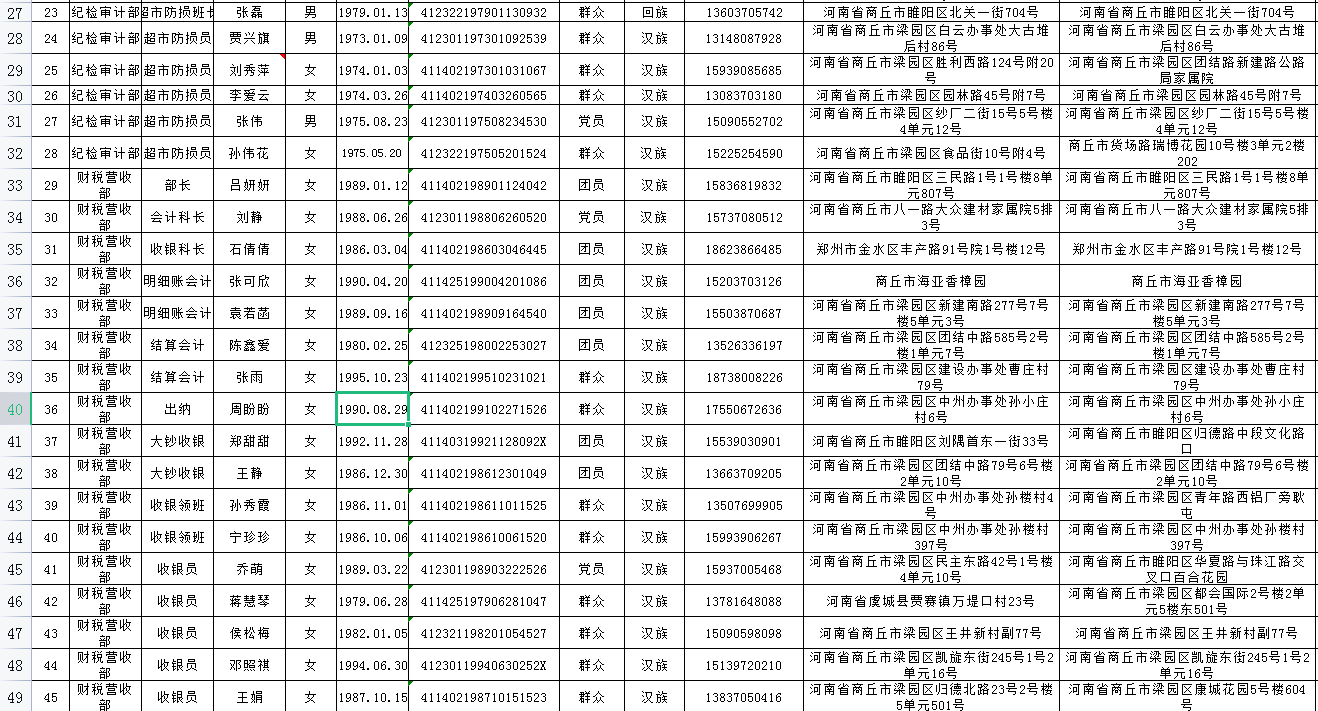 27 23 纪检审计部 超市防损班长 张磊 男 1979.01.13 412322197901130932 群众 回族 13603705742 河南省商丘市睢阳区北关一街704号 河南省商丘市睢阳区北关一街704号
28 24 纪检审计部 超市防损员 贾兴旗 男 1973.01.09 412301197301092539 群众 汉族 13148087928 河南省商丘市梁园区白云办事处大古堆后村86号 河南省商丘市梁园区白云办事处大古堆后村86号
29 25 纪检审计部 超市防损员 刘秀萍 女 1974.01.03 411402197301031067 群众 汉族 15939085685 河南省商丘市梁园区胜利西路124号附20号 河南省商丘市梁园区团结路新建路公路局家属院
30 26 纪检审计部 超市防损员 李爱云 女 1974.03.26 411402197403260565 群众 汉族 13083703180 河南省商丘市梁园区园林路45号附7号 河南省商丘市梁园区园林路45号附7号
31 27 纪检审计部 超市防损员 张伟 男 1975.08.23 412301197508234530 党员 汉族 15090552702 河南省商丘市梁园区纱厂二街15号5号楼4单元12号 河南省商丘市梁园区纱厂二街15号5号楼4单元12号
32 28 纪检审计部 超市防损员 孙伟花 女 1975.05.20 412322197505201524 群众 汉族 15225254590 河南省商丘市梁园区食品街10号附4号 商丘市货场路瑞博花园10号楼3单元2楼202
33 29 财税营收部 部长 吕妍妍 女 1989.01.12 411402198901124042 团员 汉族 15836819832 河南省商丘市睢阳区三民路1号1号楼8单元807号 河南省商丘市睢阳区三民路1号1号楼8单元807号
34 30 财税营收部 会计科长 刘静 女 1988.06.26 412301198806260520 党员 汉族 15737080512 河南省商丘市八一路大众建材家属院5排3号 河南省商丘市八一路大众建材家属院5排3号
35 31 财税营收部 收银科长 石倩倩 女 1986.03.04 411402198603046445 团员 汉族 18623866485 郑州市金水区丰产路91号院1号楼12号 郑州市金水区丰产路91号院1号楼12号
36 32 财税营收部 明细账会计 张可欣 女 1990.04.20 411425199004201086 团员 汉族 15203703126 商丘市海亚香樟园 商丘市海亚香樟园
37 33 财税营收部 明细账会计 袁若菡 女 1989.09.16 411402198909164540 团员 汉族 15503870687 河南省商丘市梁园区新建南路277号7号楼5单元3号 河南省商丘市梁园区新建南路277号7号楼5单元3号
38 34 财税营收部 结算会计 陈鑫爱 女 1980.02.25 412325198002253027 团员 汉族 13526336197 河南省商丘市梁园区团结中路585号2号楼1单元7号 河南省商丘市梁园区团结中路585号2号楼1单元7号
39 35 财税营收部 结算会计 张雨 女 1995.10.23 411402199510231021 群众 汉族 18738008226 河南省商丘市梁园区建设办事处曹庄村79号 河南省商丘市梁园区建设办事处曹庄村79号
40 36 财税营收部 出纳 周盼盼 女 1990.08.29 411402199102271526 群众 汉族 17550672636 河南省商丘市梁园区中州办事处孙小庄村6号 河南省商丘市梁园区中州办事处孙小庄村6号
41 37 财税营收部 大钞收银 郑甜甜 女 1992.11.28 41140319921128092X 团员 汉族 15539030901 河南省商丘市睢阳区刘隅首东一街33号 河南省商丘市睢阳区归德路中段文化路口
42 38 财税营收部 大钞收银 王静 女 1986.12.30 411402198612301049 团员 汉族 13663709205 河南省商丘市梁园区团结中路79号6号楼2单元10号 河南省商丘市梁园区团结中路79号6号楼2单元10号
43 39 财税营收部 收银领班 孙秀霞 女 1986.11.01 411402198611011525 群众 汉族 13507699905 河南省商丘市梁园区中州办事处孙楼村4号 河南省商丘市梁园区青年路西铝厂旁耿屯
44 40 财税营收部 收银领班 宁珍珍 女 1986.10.06 411402198610061520 群众 汉族 15993906267 河南省商丘市梁园区中州办事处孙楼村397号 河南省商丘市梁园区中州办事处孙楼村397号
45 41 财税营收部 收银员 乔萌 女 1989.03.22 412301198903222526 党员 汉族 15937005468 河南省商丘市梁园区民主东路42号1号楼4单元10号 河南省商丘市睢阳区华夏路与珠江路交叉口百合花园
46 42 财税营收部 收银员 蒋慧琴 女 1979.06.28 411425197906281047 群众 汉族 13781648088 河南省虞城县贾寨镇万堤口村23号 河南省商丘市梁园区都会国际2号楼2单元5楼东501号
47 43 财税营收部 收银员 侯松梅 女 1982.01.05 412321198201054527 群众 汉族 15090598098 河南省商丘市梁园区王井新村副77号 河南省商丘市梁园区王井新村副77号
48 44 财税营收部 收银员 邓照祺 女 1994.06.30 41230119940630252X 群众 汉族 15139720210 河南省商丘市梁园区凯旋东街245号1号2单元16号 河南省商丘市梁园区凯旋东街245号1号2单元16号
49 45 财税营收部 收银员 王娟 女 1987.10.15 411402198710151523 群众 汉族 13837050416 河南省商丘市梁园区归德北路23号2号楼5单元501号 河南省商丘市梁园区康城花园5号楼604号